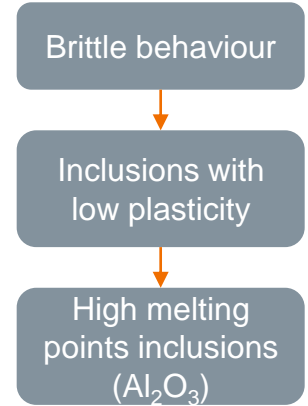 Brittle behaviour
Inclusions with
low plasticity
High melting
points inclusions
(Al₂O₃)